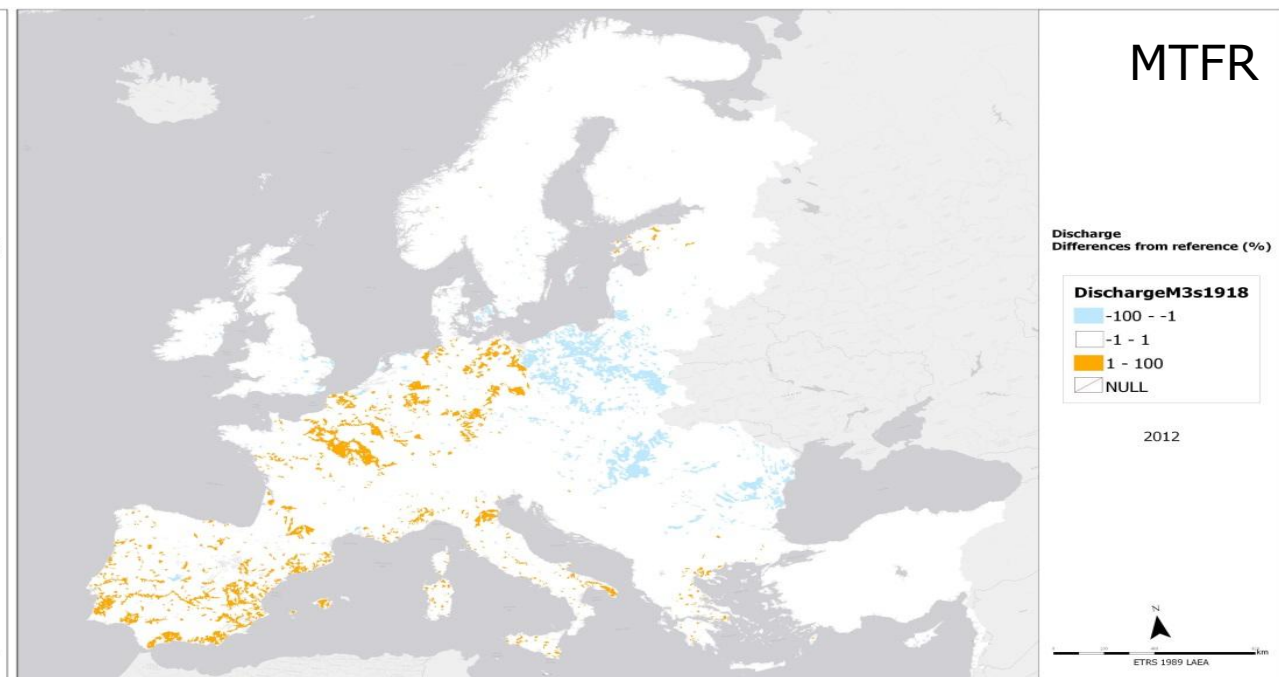 MTFR
Discharge
Differences from reference (%)
DischargeM3s1918
-100 - -1
-1 - 1
1 - 100
NULL
2012
N
km
ETRS 1989 LAEA